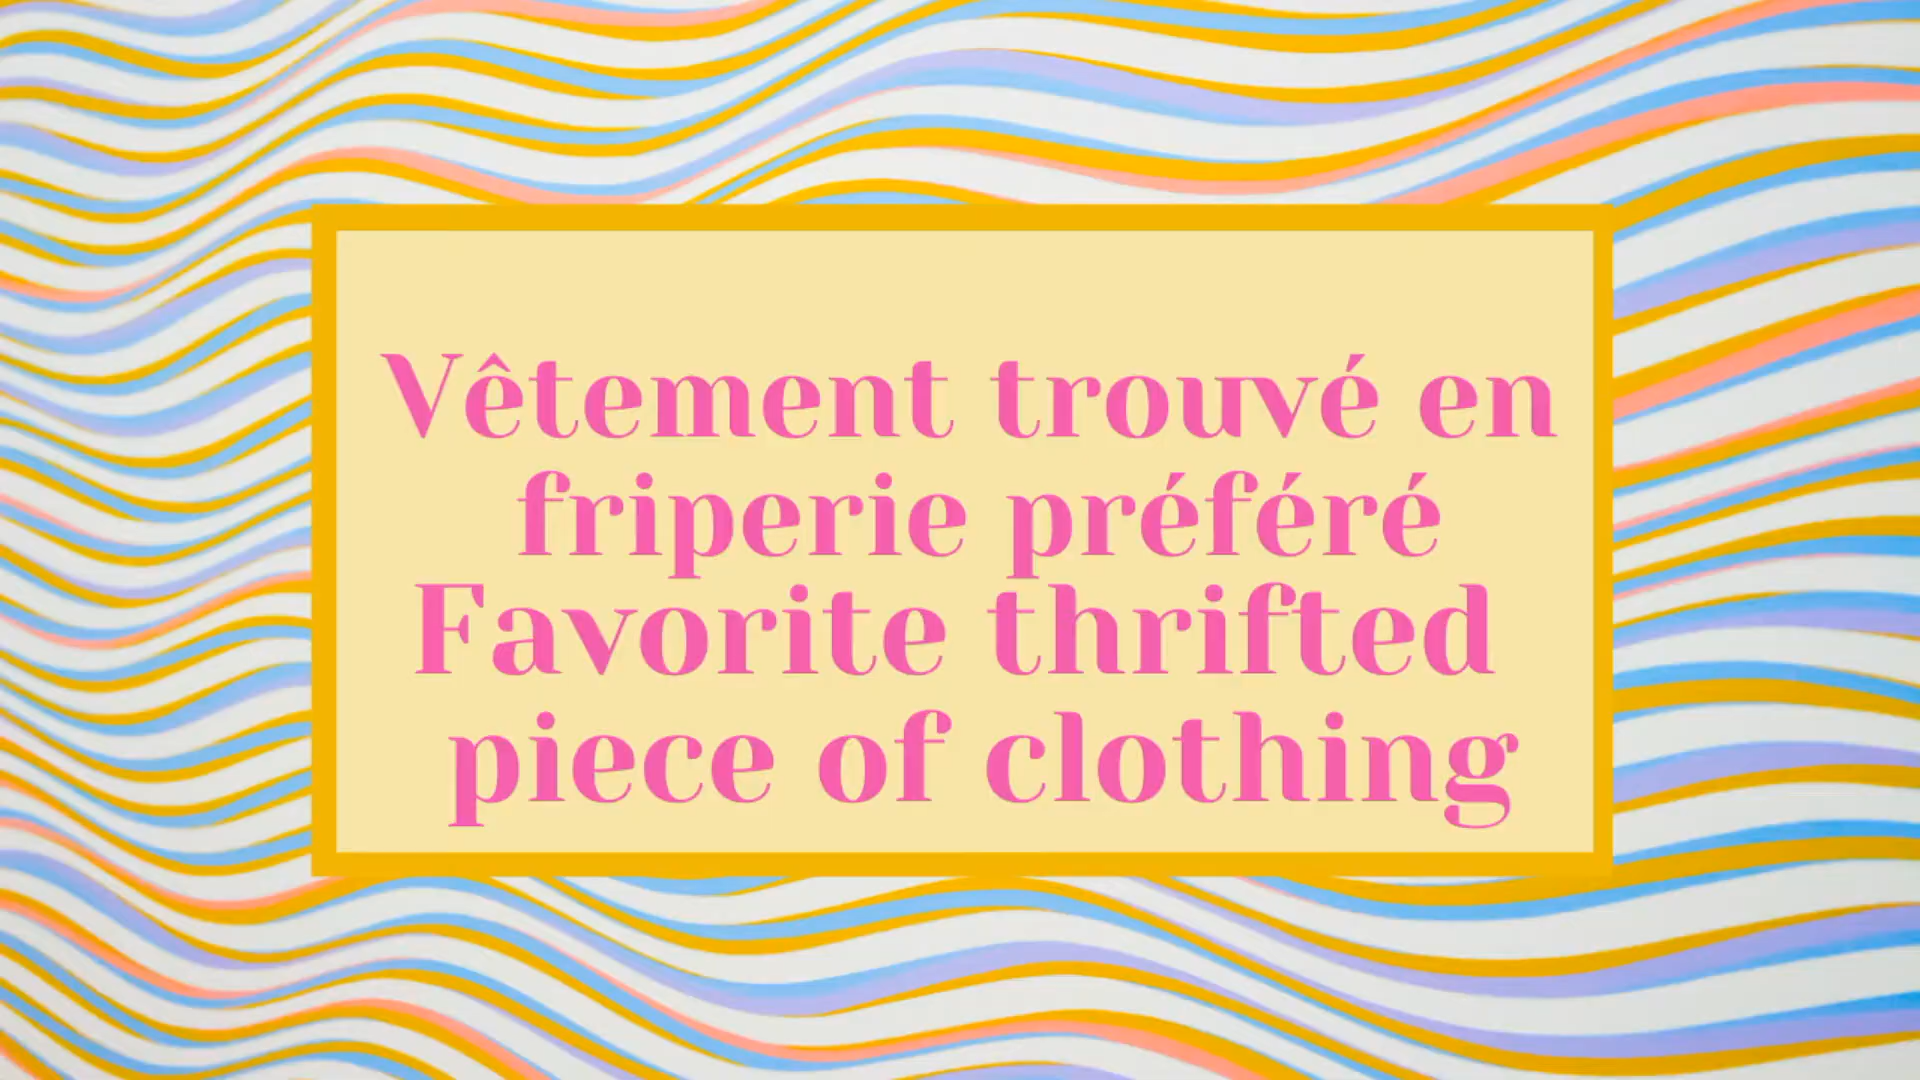 Vêtement trouvé en
friperie préféré
Favorite thrifted
piece of clothing